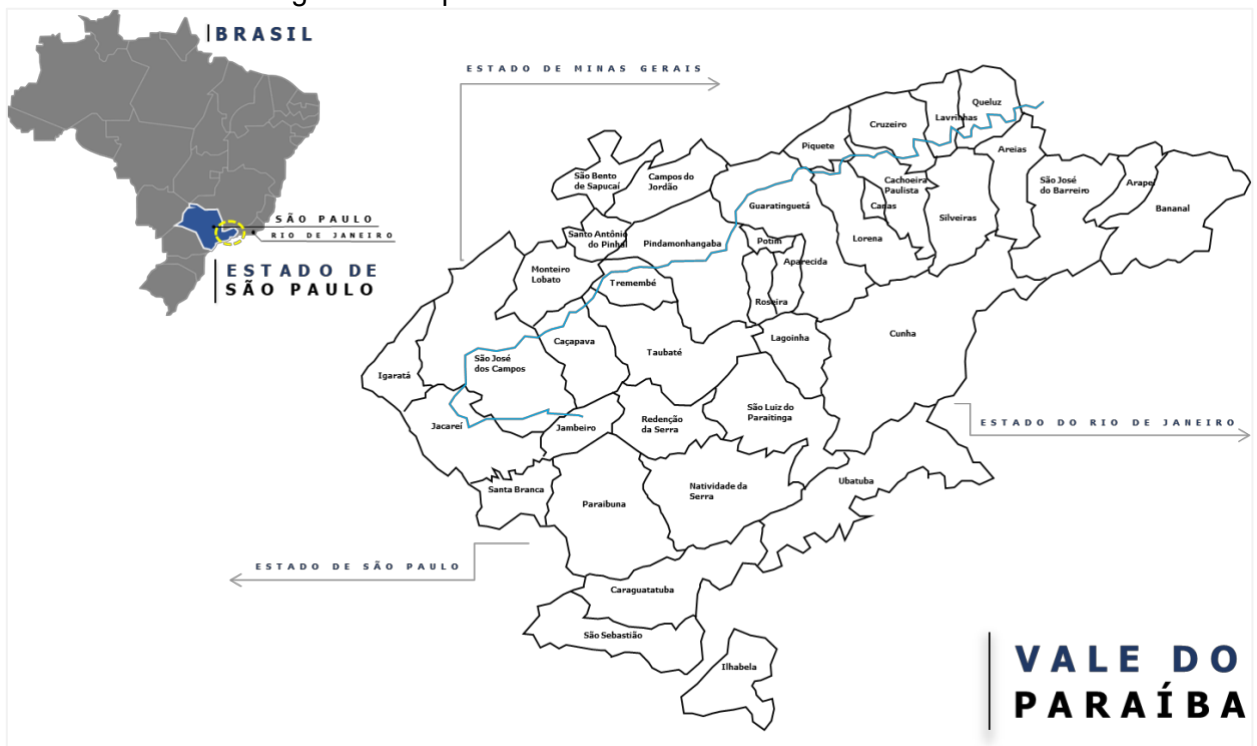 BRASIL
SÃO PAULO
RIO DE JANEIRO
ESTADO DE
SÃO PAULO
ESTADO DE MINAS GERAIS
Queluz
Lavrinhas
Cruzeiro
Piquete
Areias
São José
do Barreiro
Arapeí
Bananal
São Bento
de Sapucaí
Campos do
Jordão
Cachoeira
Paulista
Canas
Guaratinguetá
Silveiras
Lorena
Santo Antônio
do Pinhal
Pindamonhangaba
Potim
Aparecida
Monteiro
Lobato
Tremembé
Roseira
Cunha
Lagoinha
Caçapava
Taubaté
São José
dos Campos
Igaratá
São Luiz do
Paraitinga
Redenção
da Serra
Jacareí
Jambeiro
ESTADO DO RIO DE JANEIRO
Ubatuba
Santa Branca
Natividade da
Serra
Paraibuna
ESTADO DE SÃO PAULO
Caraguatatuba
São Sebastião
Ilhabela
VALE DO
PARAÍBA